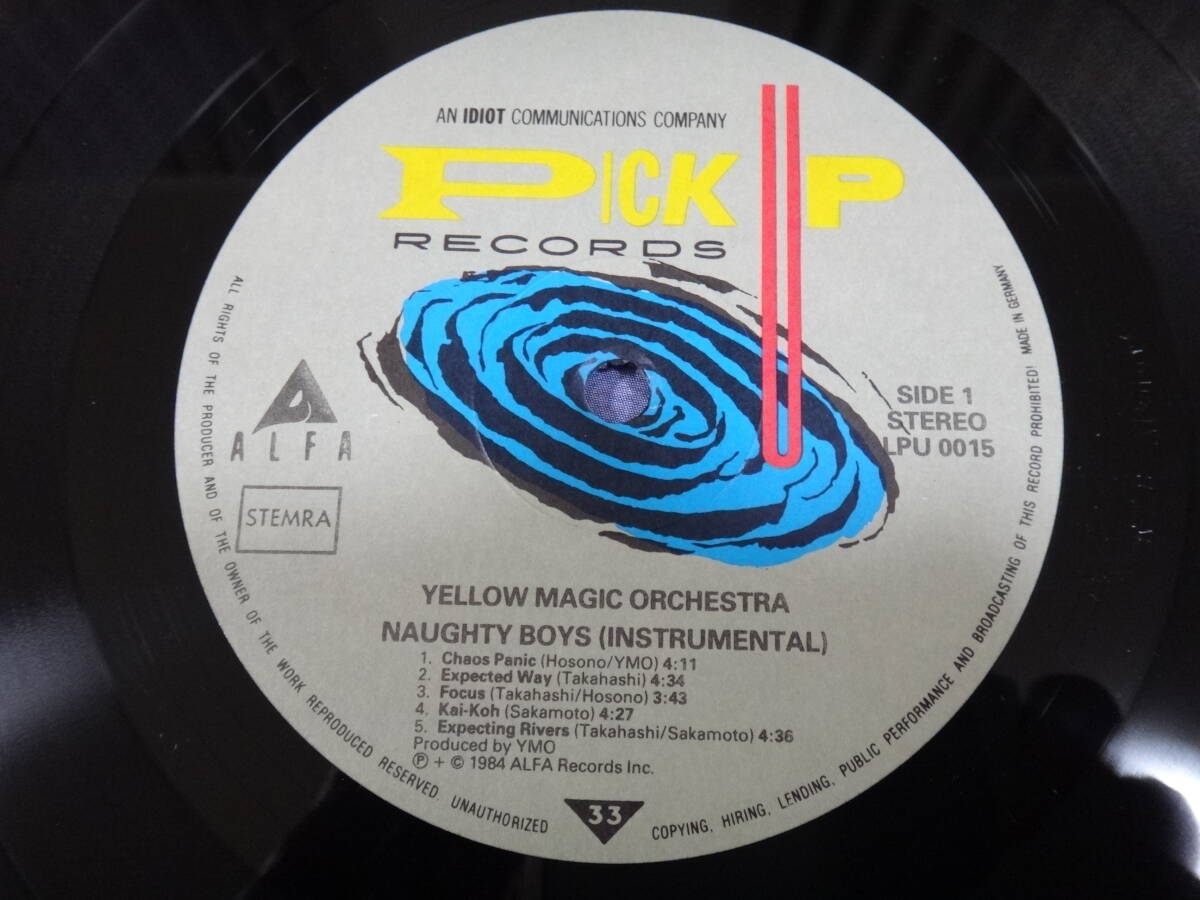 AN IDIOT COMMUNICATIONS COMPANY
PICK UP
RECORDS
ALFA
STEMRA
SIDE 1
STEREO
LPU 0015
YELLOW MAGIC ORCHESTRA
NAUGHTY BOYS (INSTRUMENTAL)
1. Chaos Panic (Hosono/YMO) 4:11
2. Expected Way (Takahashi) 4:34
3. Focus (Takahashi/Hosono) 3:43
4. Kai-Koh (Sakamoto) 4:27
5. Expecting Rivers (Takahashi/Sakamoto) 4:36
Produced by YMO
℗ + © 1984 ALFA Records Inc.
33
ALL RIGHTS OF THE PRODUCER AND OF THE OWNER OF THE WORK REPRODUCED RESERVED. UNAUTHORIZED COPYING, HIRING, LENDING, PUBLIC PERFORMANCE AND BROADCASTING OF THIS RECORD PROHIBITED! MADE IN GERMANY